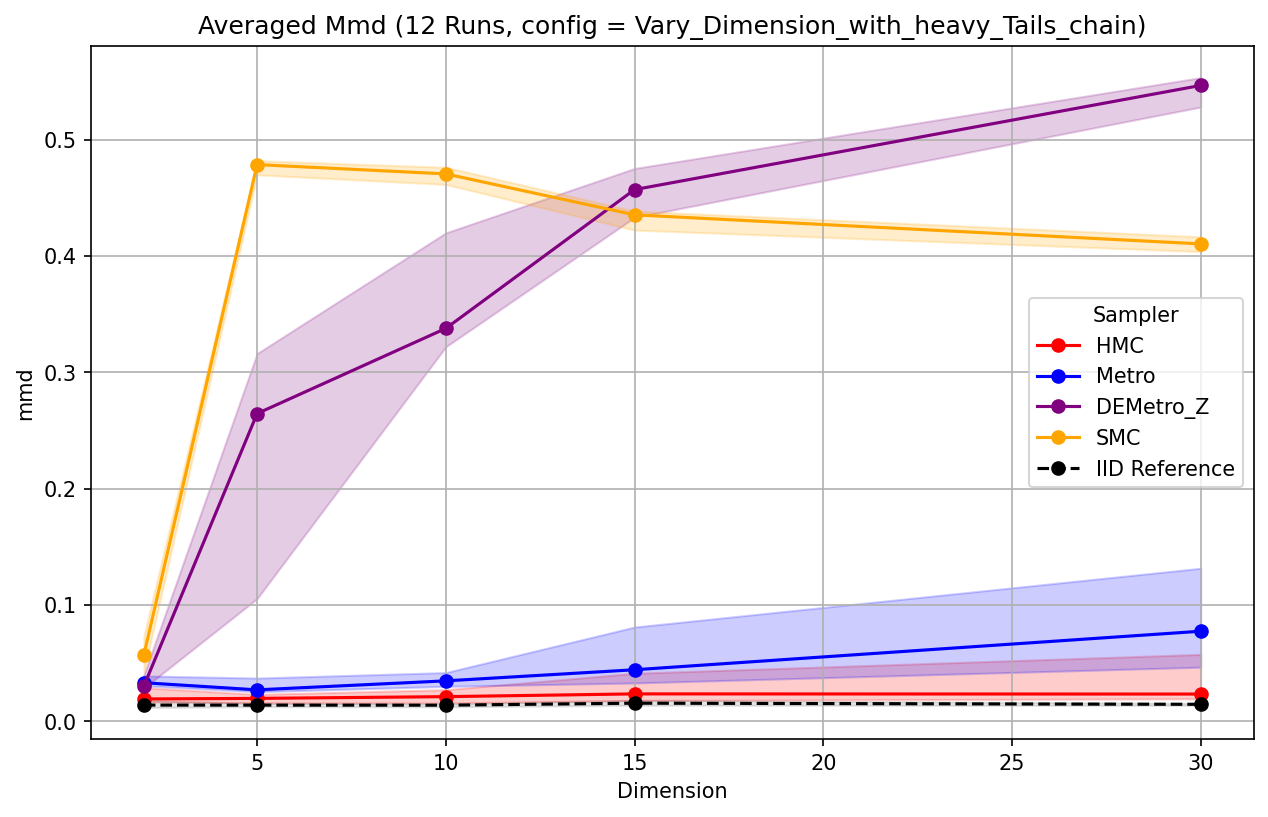 Averaged Mmd (12 Runs, config = Vary_Dimension_with_heavy_Tails_chain)
mmd
0.5
0.4
0.3
0.2
0.1
0.0
Sampler
HMC
Metro
DEMetro_Z
SMC
IID Reference
5 10 15 20 25 30
Dimension